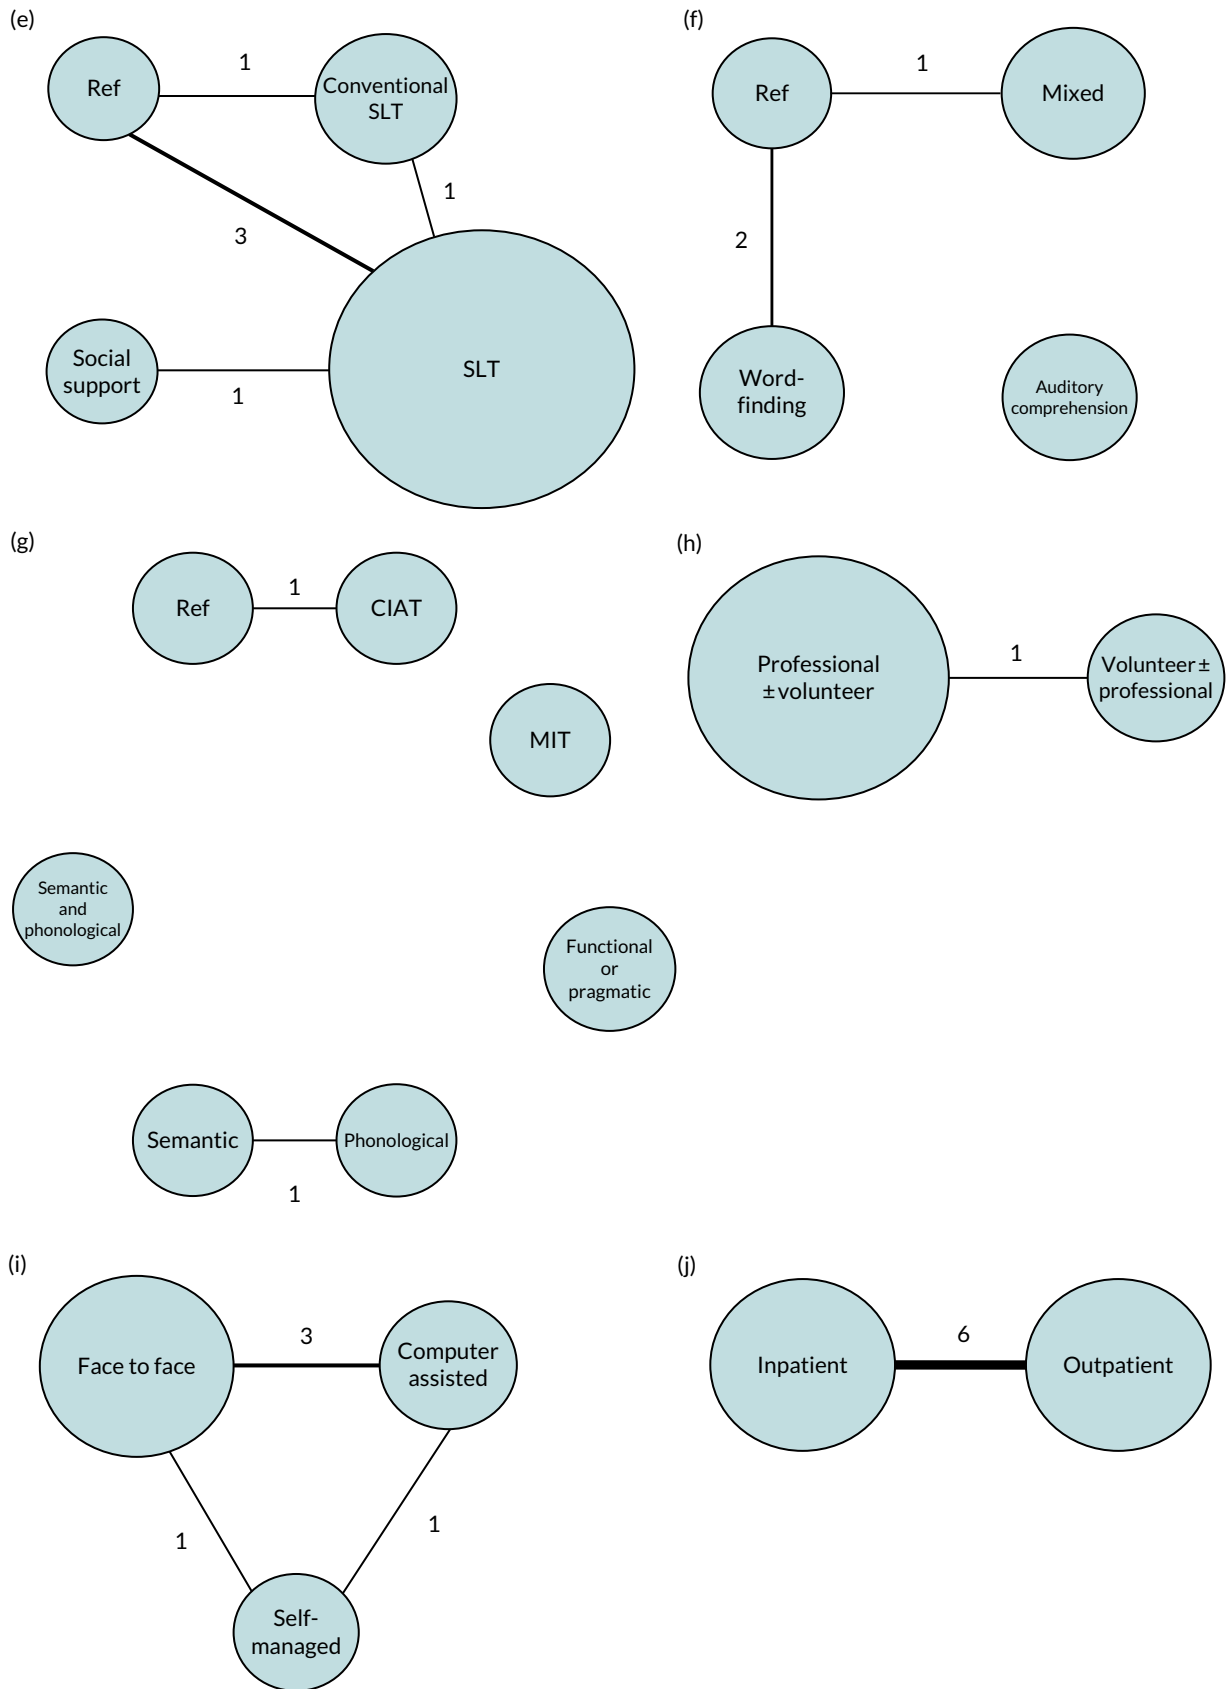 (e)
Ref
1
Conventional
SLT
1
3
Social
support
1
SLT
(f)
Ref
1
Mixed
2
Word-
finding
Auditory
comprehension
(g)
Ref
1
CIAT
MIT
Semantic
and
phonological
Functional
or
pragmatic
Semantic
1
Phonological
(h)
Professional
± volunteer
1
Volunteer ±
professional
(i)
Face to face
3
Computer
assisted
1
1
Self-
managed
(j)
Inpatient
6
Outpatient